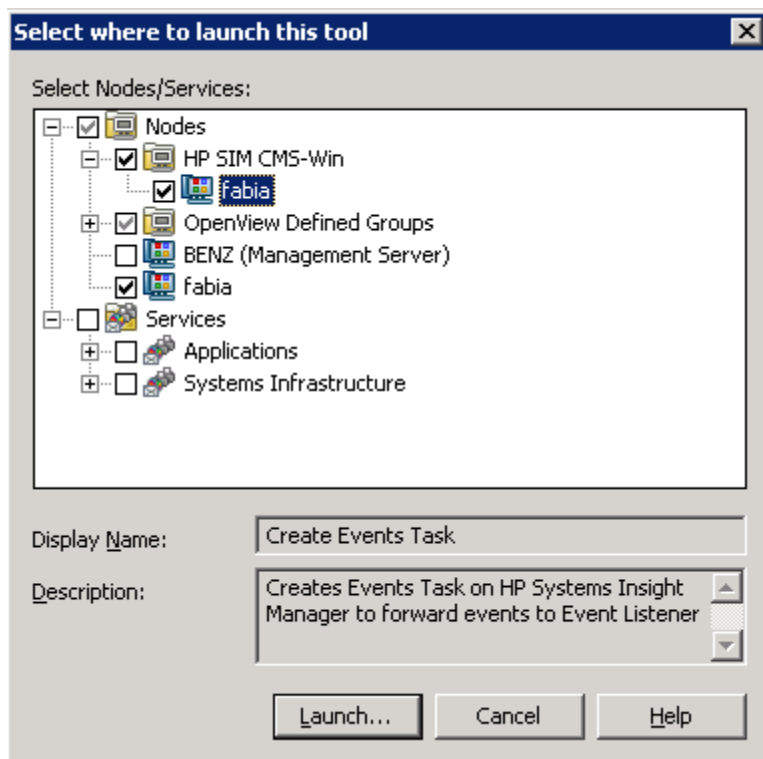 Select where to launch this tool
Select Nodes/Services:
Nodes
HP SIM CMS-Win
fabia
OpenView Defined Groups
BENZ (Management Server)
fabia
Services
Applications
Systems Infrastructure
Display Name:
Create Events Task
Description:
Creates Events Task on HP Systems Insight
Manager to forward events to Event Listener
Launch... Cancel Help